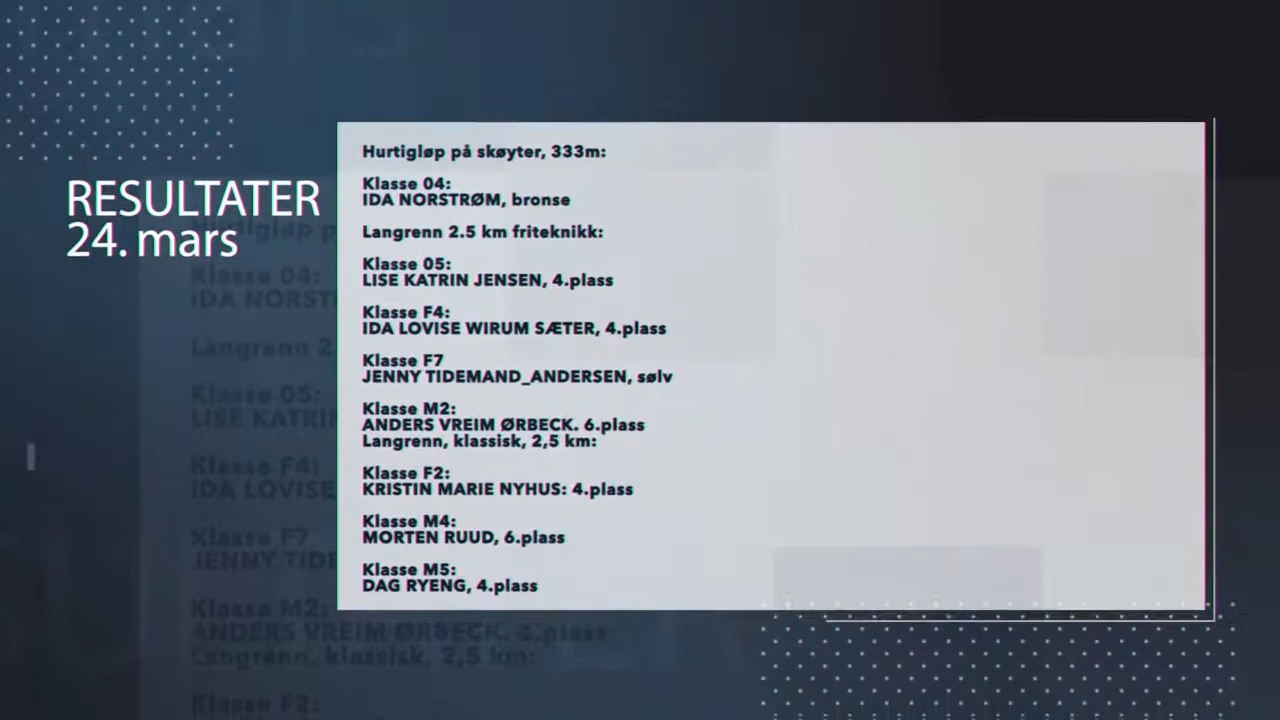 RESULTATER
24. mars
Hurtigløp på skøyter, 333m:
Klasse 04:
IDA NORSTRØM, bronse
Langrenn 2.5 km friteknikk:
Klasse 05:
LISE KATRIN JENSEN, 4.plass
Klasse F4:
IDA LOVISE WIRUM SÆTER, 4.plass
Klasse F7
JENNY TIDEMAND_ANDERSEN, sølv
Klasse M2:
ANDERS VREIM ØRBECK. 6.plass
Langrenn, klassisk, 2,5 km:
Klasse F2:
KRISTIN MARIE NYHUS: 4.plass
Klasse M4:
MORTEN RUUD, 6.plass
Klasse M5:
DAG RYENG, 4.plass